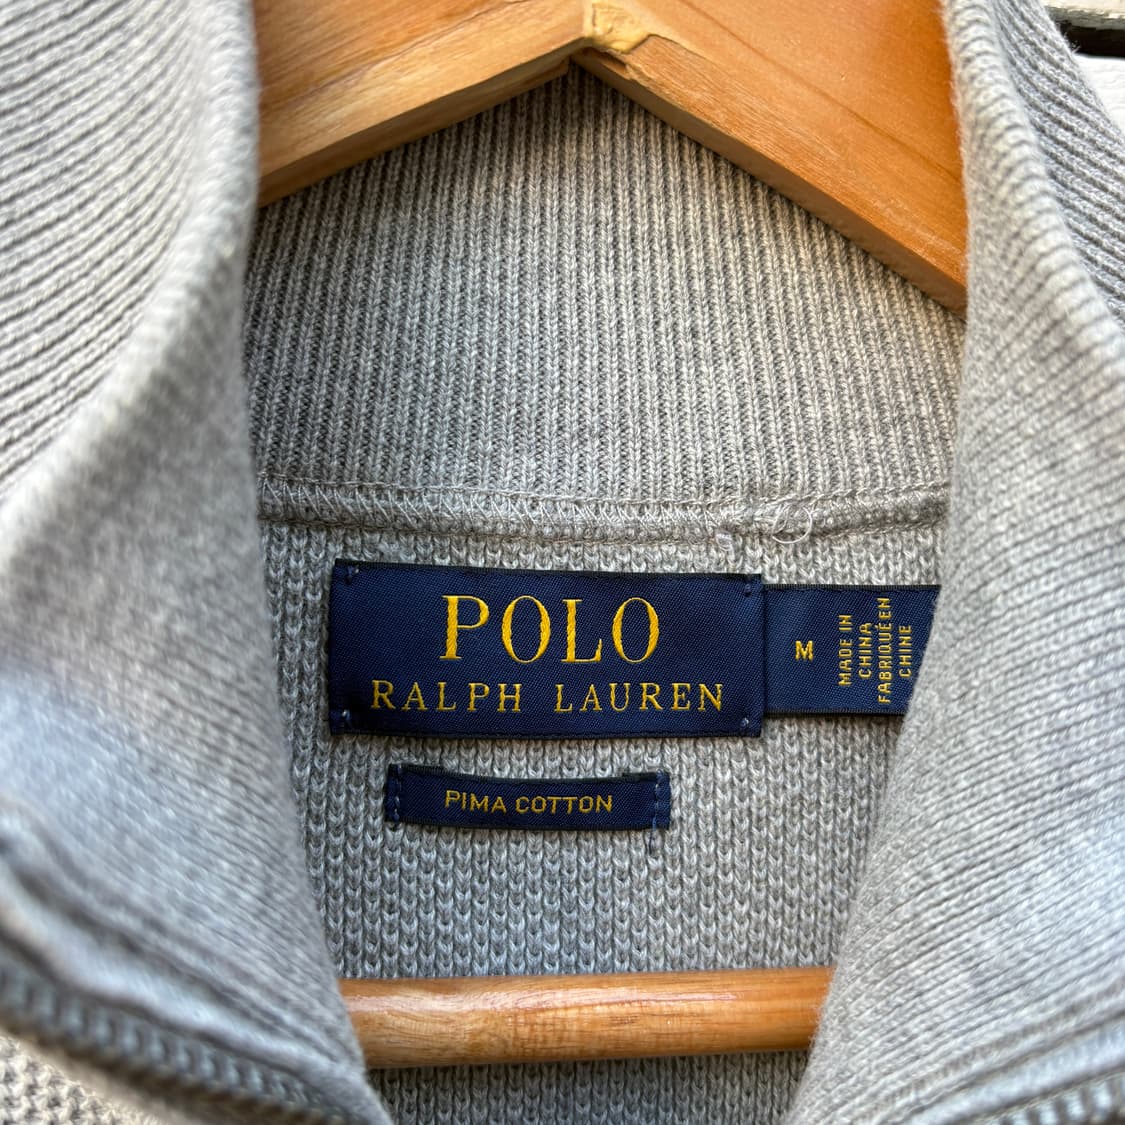 POLO
RALPH LAUREN
M
MADE IN
CHINA
FABRIQUÉ EN
CHINE
PIMA COTTON